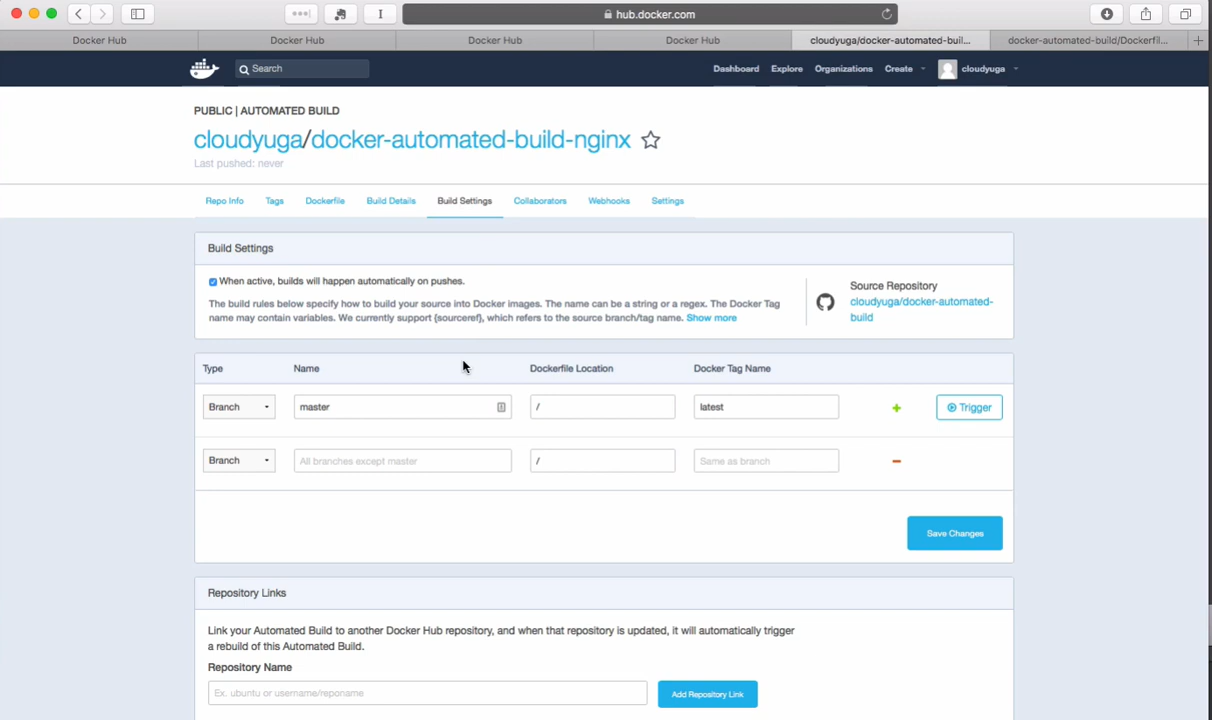 hub.docker.com
Docker Hub
Docker Hub
Docker Hub
Docker Hub
cloudyuga/docker-automated-buil...
docker-automated-build/Dockerfil...
Search
Dashboard
Explore
Organizations
Create
cloudyuga
PUBLIC | AUTOMATED BUILD
cloudyuga/docker-automated-build-nginx
Last pushed: never
Repo Info
Tags
Dockerfile
Build Details
Build Settings
Collaborators
Webhooks
Settings
Build Settings
When active, builds will happen automatically on pushes.
The build rules below specify how to build your source into Docker images. The name can be a string or a regex. The Docker Tag
name may contain variables. We currently support {sourceref}, which refers to the source branch/tag name. Show more
Source Repository
cloudyuga/docker-automated-
build
Type
Name
Dockerfile Location
Docker Tag Name
Branch
master
/
latest
Trigger
Branch
All branches except master
/
Same as branch
Save Changes
Repository Links
Link your Automated Build to another Docker Hub repository, and when that repository is updated, it will automatically trigger
a rebuild of this Automated Build.
Repository Name
Ex. ubuntu or username/reponame
Add Repository Link